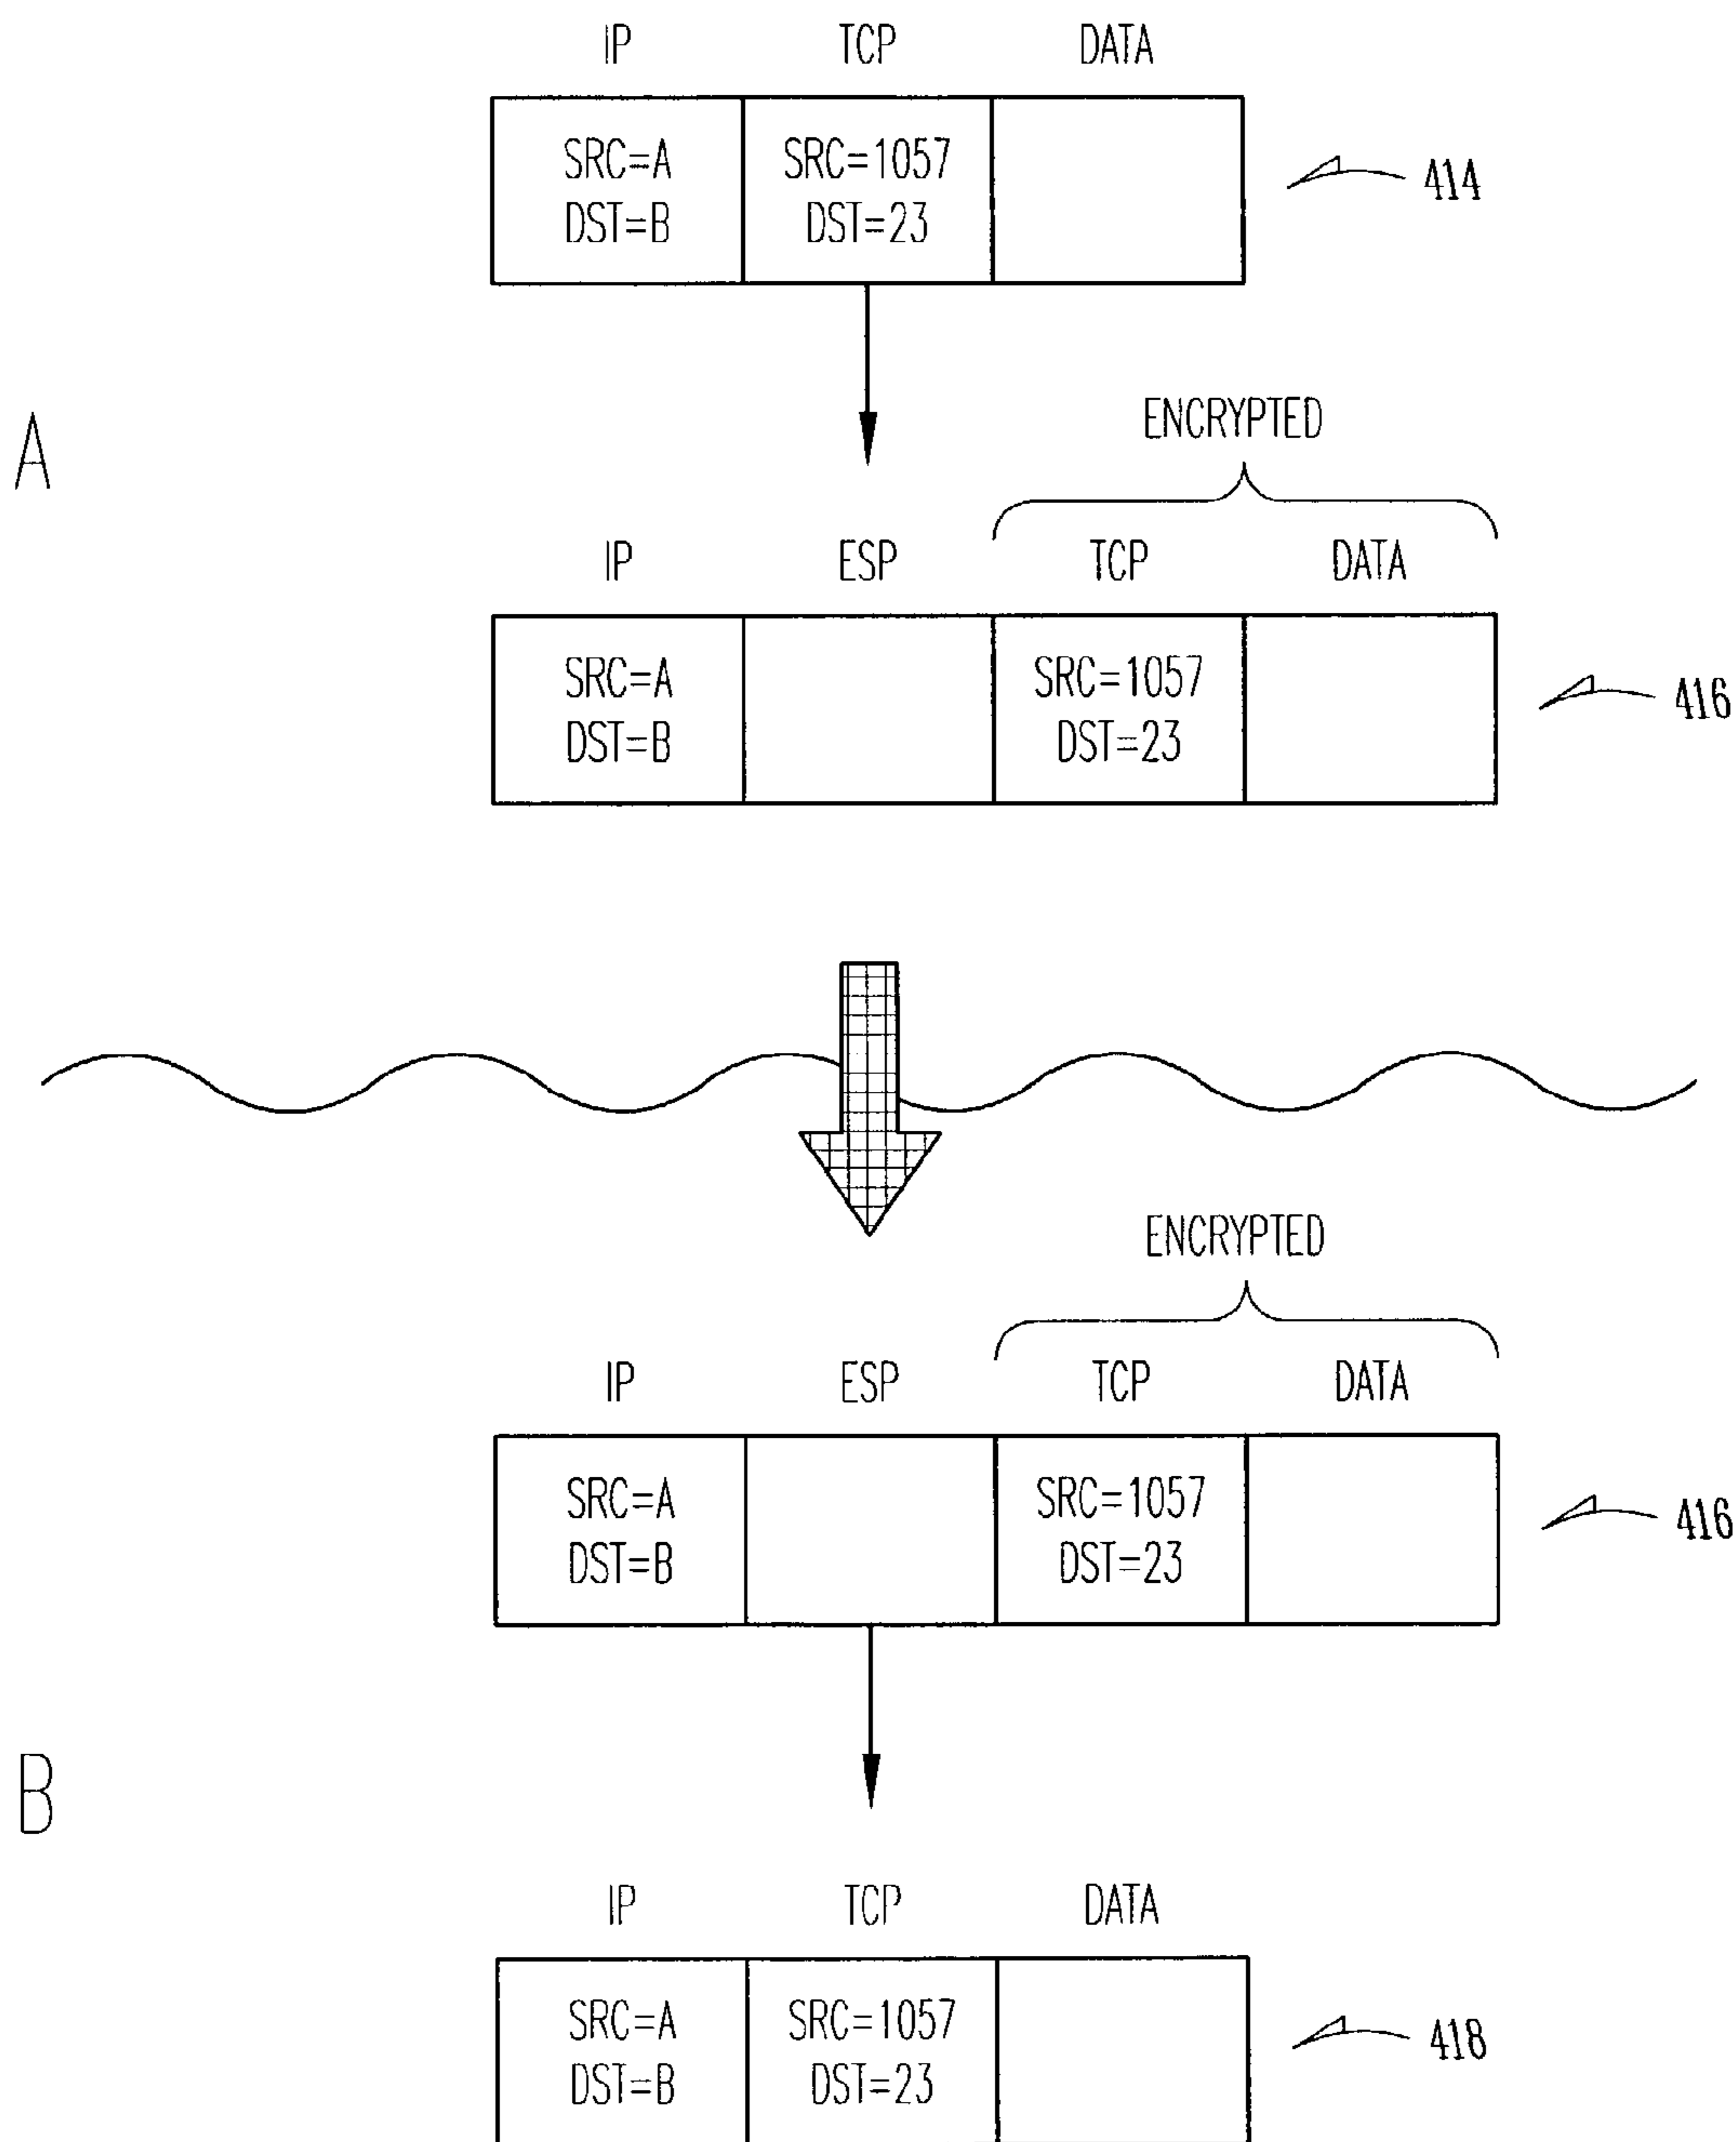 IP TCP DATA
SRC=A SRC=1057
DST=B DST=23
414
A
ENCRYPTED
IP ESP TCP DATA
SRC=A SRC=1057
DST=B DST=23
416
ENCRYPTED
IP ESP TCP DATA
SRC=A SRC=1057
DST=B DST=23
416
B
IP TCP DATA
SRC=A SRC=1057
DST=B DST=23
418